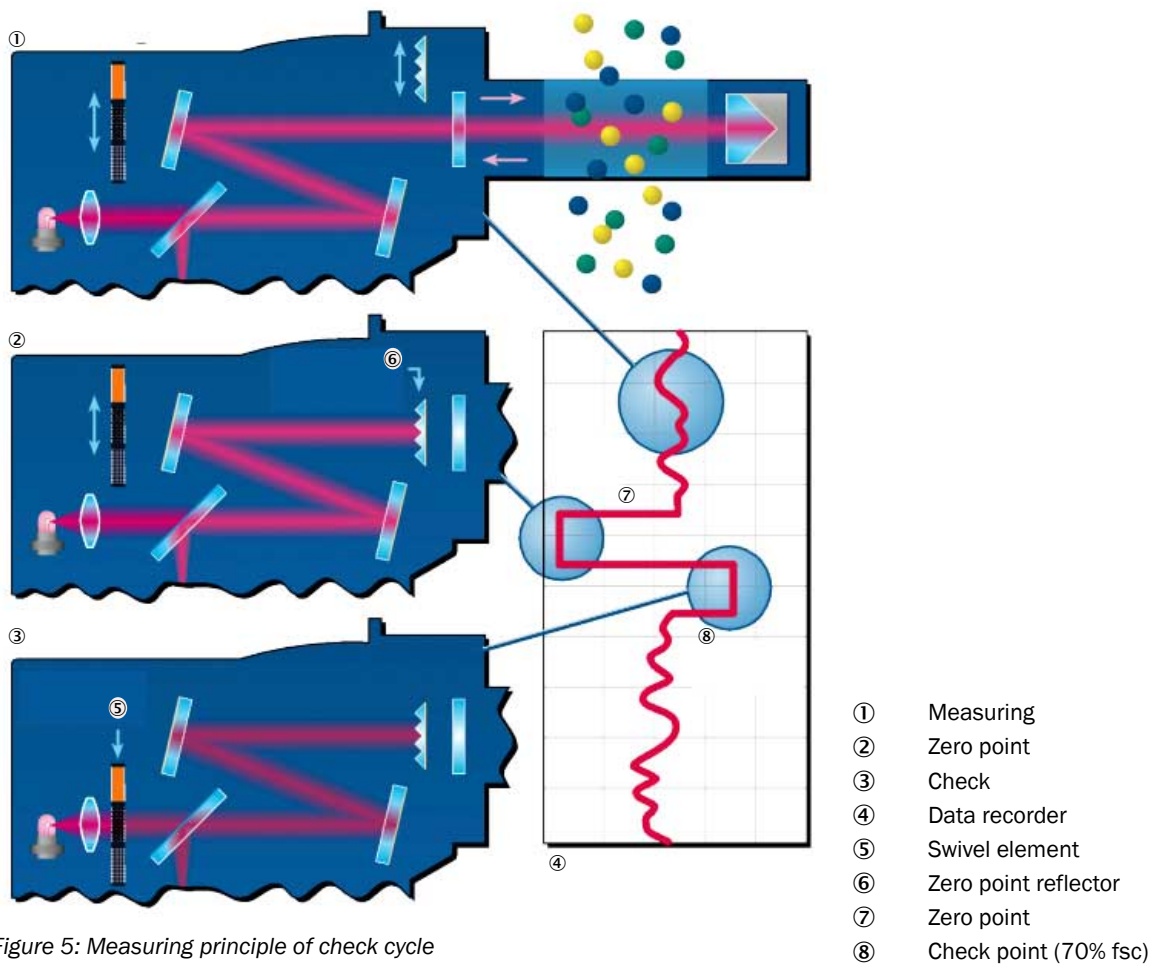 ①
②
⑥
⑦
③
⑧
⑤
④
① Measuring
② Zero point
③ Check
④ Data recorder
⑤ Swivel element
⑥ Zero point reflector
⑦ Zero point
⑧ Check point (70% fsc)
Figure 5: Measuring principle of check cycle